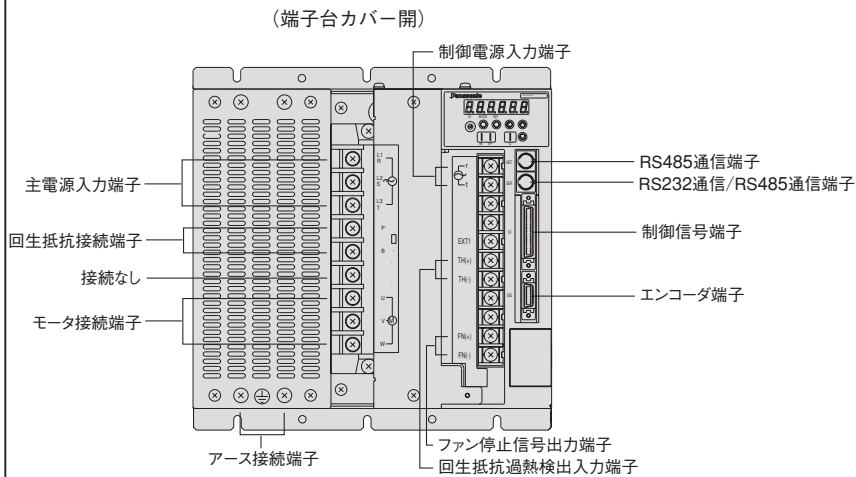 （端子台カバー開）
制御電源入力端子
Panasonic
主電源入力端子
回生抵抗接続端子
接続なし
モータ接続端子
アース接続端子
L1
R
L2
S
L3
T
P
B
U
V
M
W
r
t
EXT1
TH(+)
TH(-)
FN(+)
FN(-)
NET
SER
RS485通信端子
RS232通信/RS485通信端子
制御信号端子
エンコーダ端子
ファン停止信号出力端子
回生抵抗過熱検出入力端子